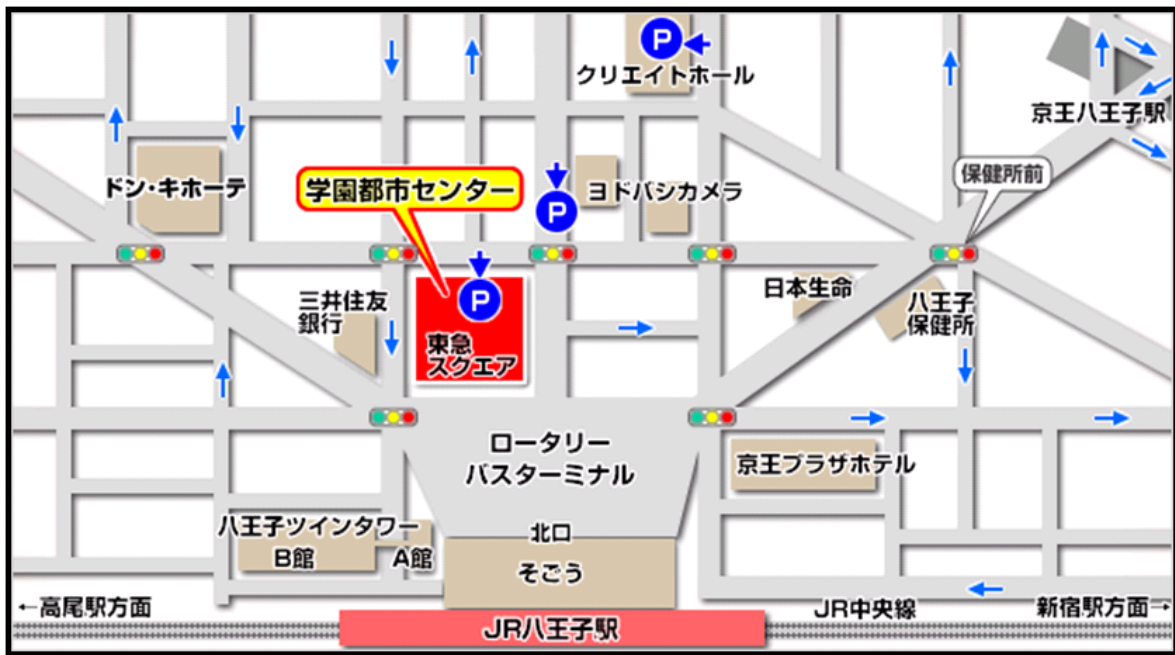 P
クリエイトホール
京王八王子駅
ドン・キホーテ
学園都市センター
P
ヨドバシカメラ
保健所前
三井住友
銀行
P
東急
スクエア
日本生命
八王子
保健所
ロータリー
バスターミナル
京王プラザホテル
八王子ツインタワー
B館
A館
北口
そごう
←高尾駅方面
JR八王子駅
JR中央線
新宿駅方面→